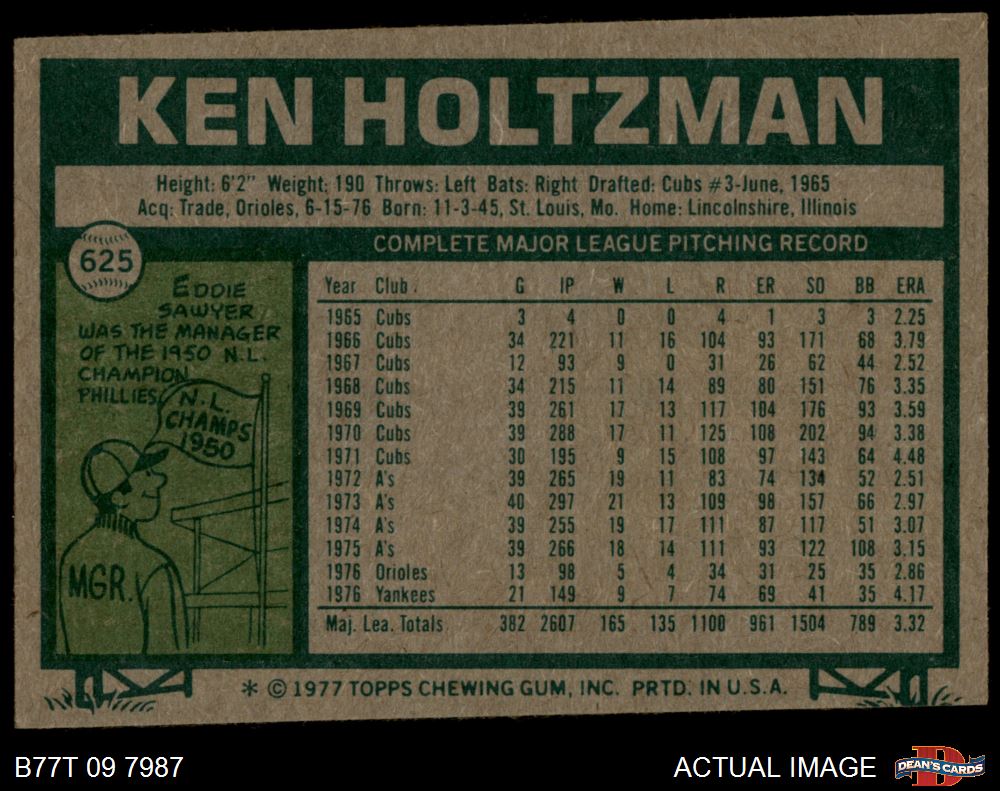 KEN HOLTZMAN
Height: 6'2" Weight: 190 Throws: Left Bats: Right Drafted: Cubs #3-June, 1965
Acq: Trade, Orioles, 6-15-76 Born: 11-3-45, St. Louis, Mo. Home: Lincolnshire, Illinois
625
EDDIE
SAWYER
WAS THE MANAGER
OF THE 1950 N.L.
CHAMPION
PHILLIES
N.L.
CHAMPS
1950
MGR.
COMPLETE MAJOR LEAGUE PITCHING RECORD
Year Club G IP W L R ER SO BB ERA
1965 Cubs 3 4 0 0 4 1 3 3 2.25
1966 Cubs 34 221 11 16 104 93 171 68 3.79
1967 Cubs 12 93 9 0 31 26 62 44 2.52
1968 Cubs 34 215 11 14 89 80 151 76 3.35
1969 Cubs 39 261 17 13 117 104 176 93 3.59
1970 Cubs 39 288 17 11 125 108 202 94 3.38
1971 Cubs 30 195 9 15 108 97 143 64 4.48
1972 A's 39 265 19 11 83 74 134 52 2.51
1973 A's 40 297 21 13 109 98 157 66 2.97
1974 A's 39 255 19 17 111 87 117 51 3.07
1975 A's 39 266 18 14 111 93 122 108 3.15
1976 Orioles 13 98 5 4 34 31 25 35 2.86
1976 Yankees 21 149 9 7 74 69 41 35 4.17
Maj. Lea. Totals 382 2607 165 135 1100 961 1504 789 3.32
* © 1977 TOPPS CHEWING GUM, INC. PRTD. IN U.S.A.
B77T 09 7987
ACTUAL IMAGE
DEAN'S CARDS